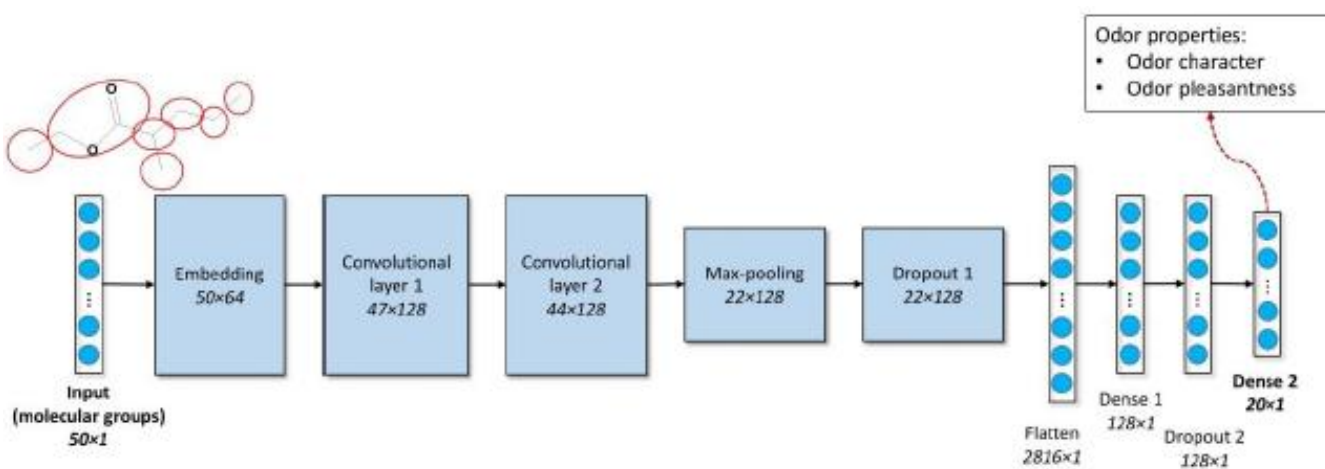 Odor properties:
• Odor character
• Odor pleasantness
O
O
Input
(molecular groups)
50×1
Embedding
50×64
Convolutional
layer 1
47×128
Convolutional
layer 2
44×128
Max-pooling
22×128
Dropout 1
22×128
Flatten
2816×1
Dense 1
128×1
Dropout 2
128×1
Dense 2
20×1